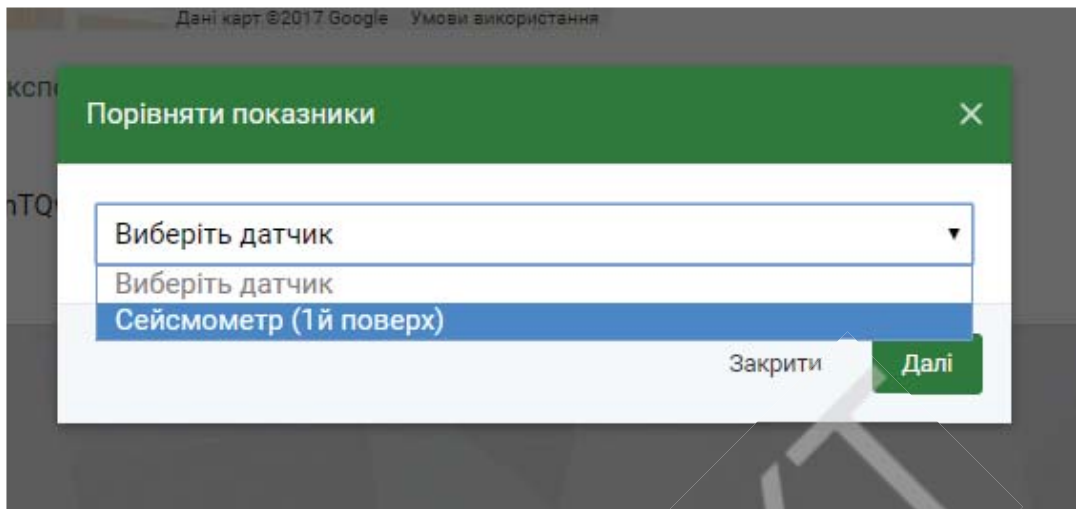 Дані карт ©2017 Google Умови використання
Порівняти показники
Виберіть датчик
Виберіть датчик
Сейсмометр (1й поверх)
Закрити Далі